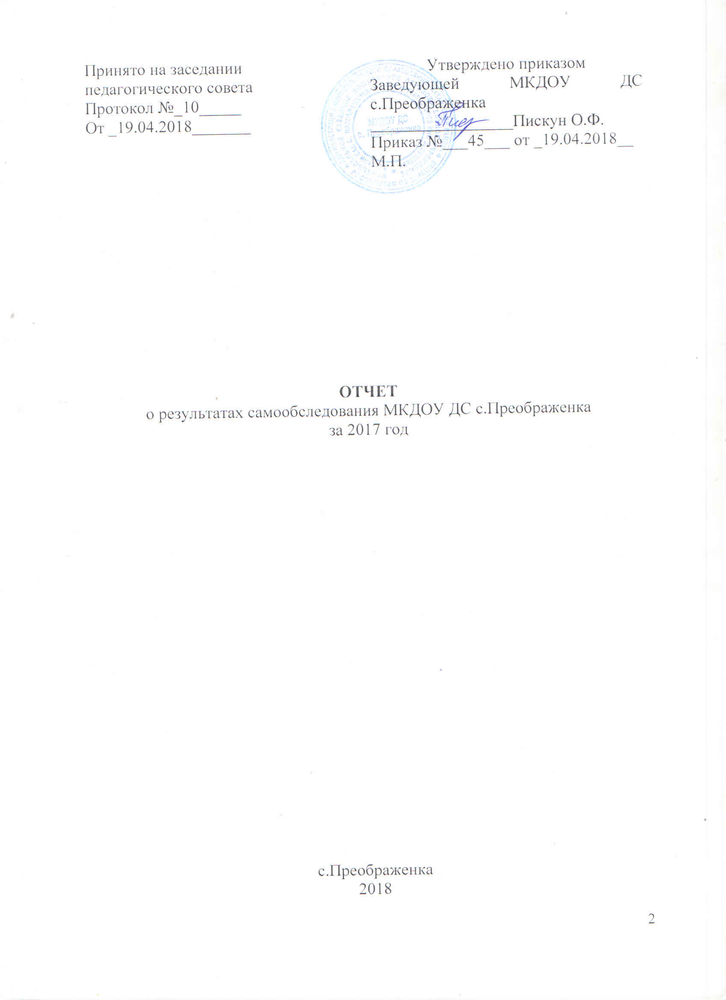 Принято на заседании
педагогического совета
Протокол №_10_____
От _19.04.2018_______
Утверждено приказом
Заведующей МКДОУ ДС
с.Преображенка
_________________Пискун О.Ф.
Приказ №___45___ от _19.04.2018__
М.П.
МКДОУ ДС
с. Преображенка
ОТЧЕТ
о результатах самообследования МКДОУ ДС с.Преображенка
за 2017 год
с.Преображенка
2018
2